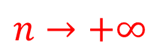 n → +∞